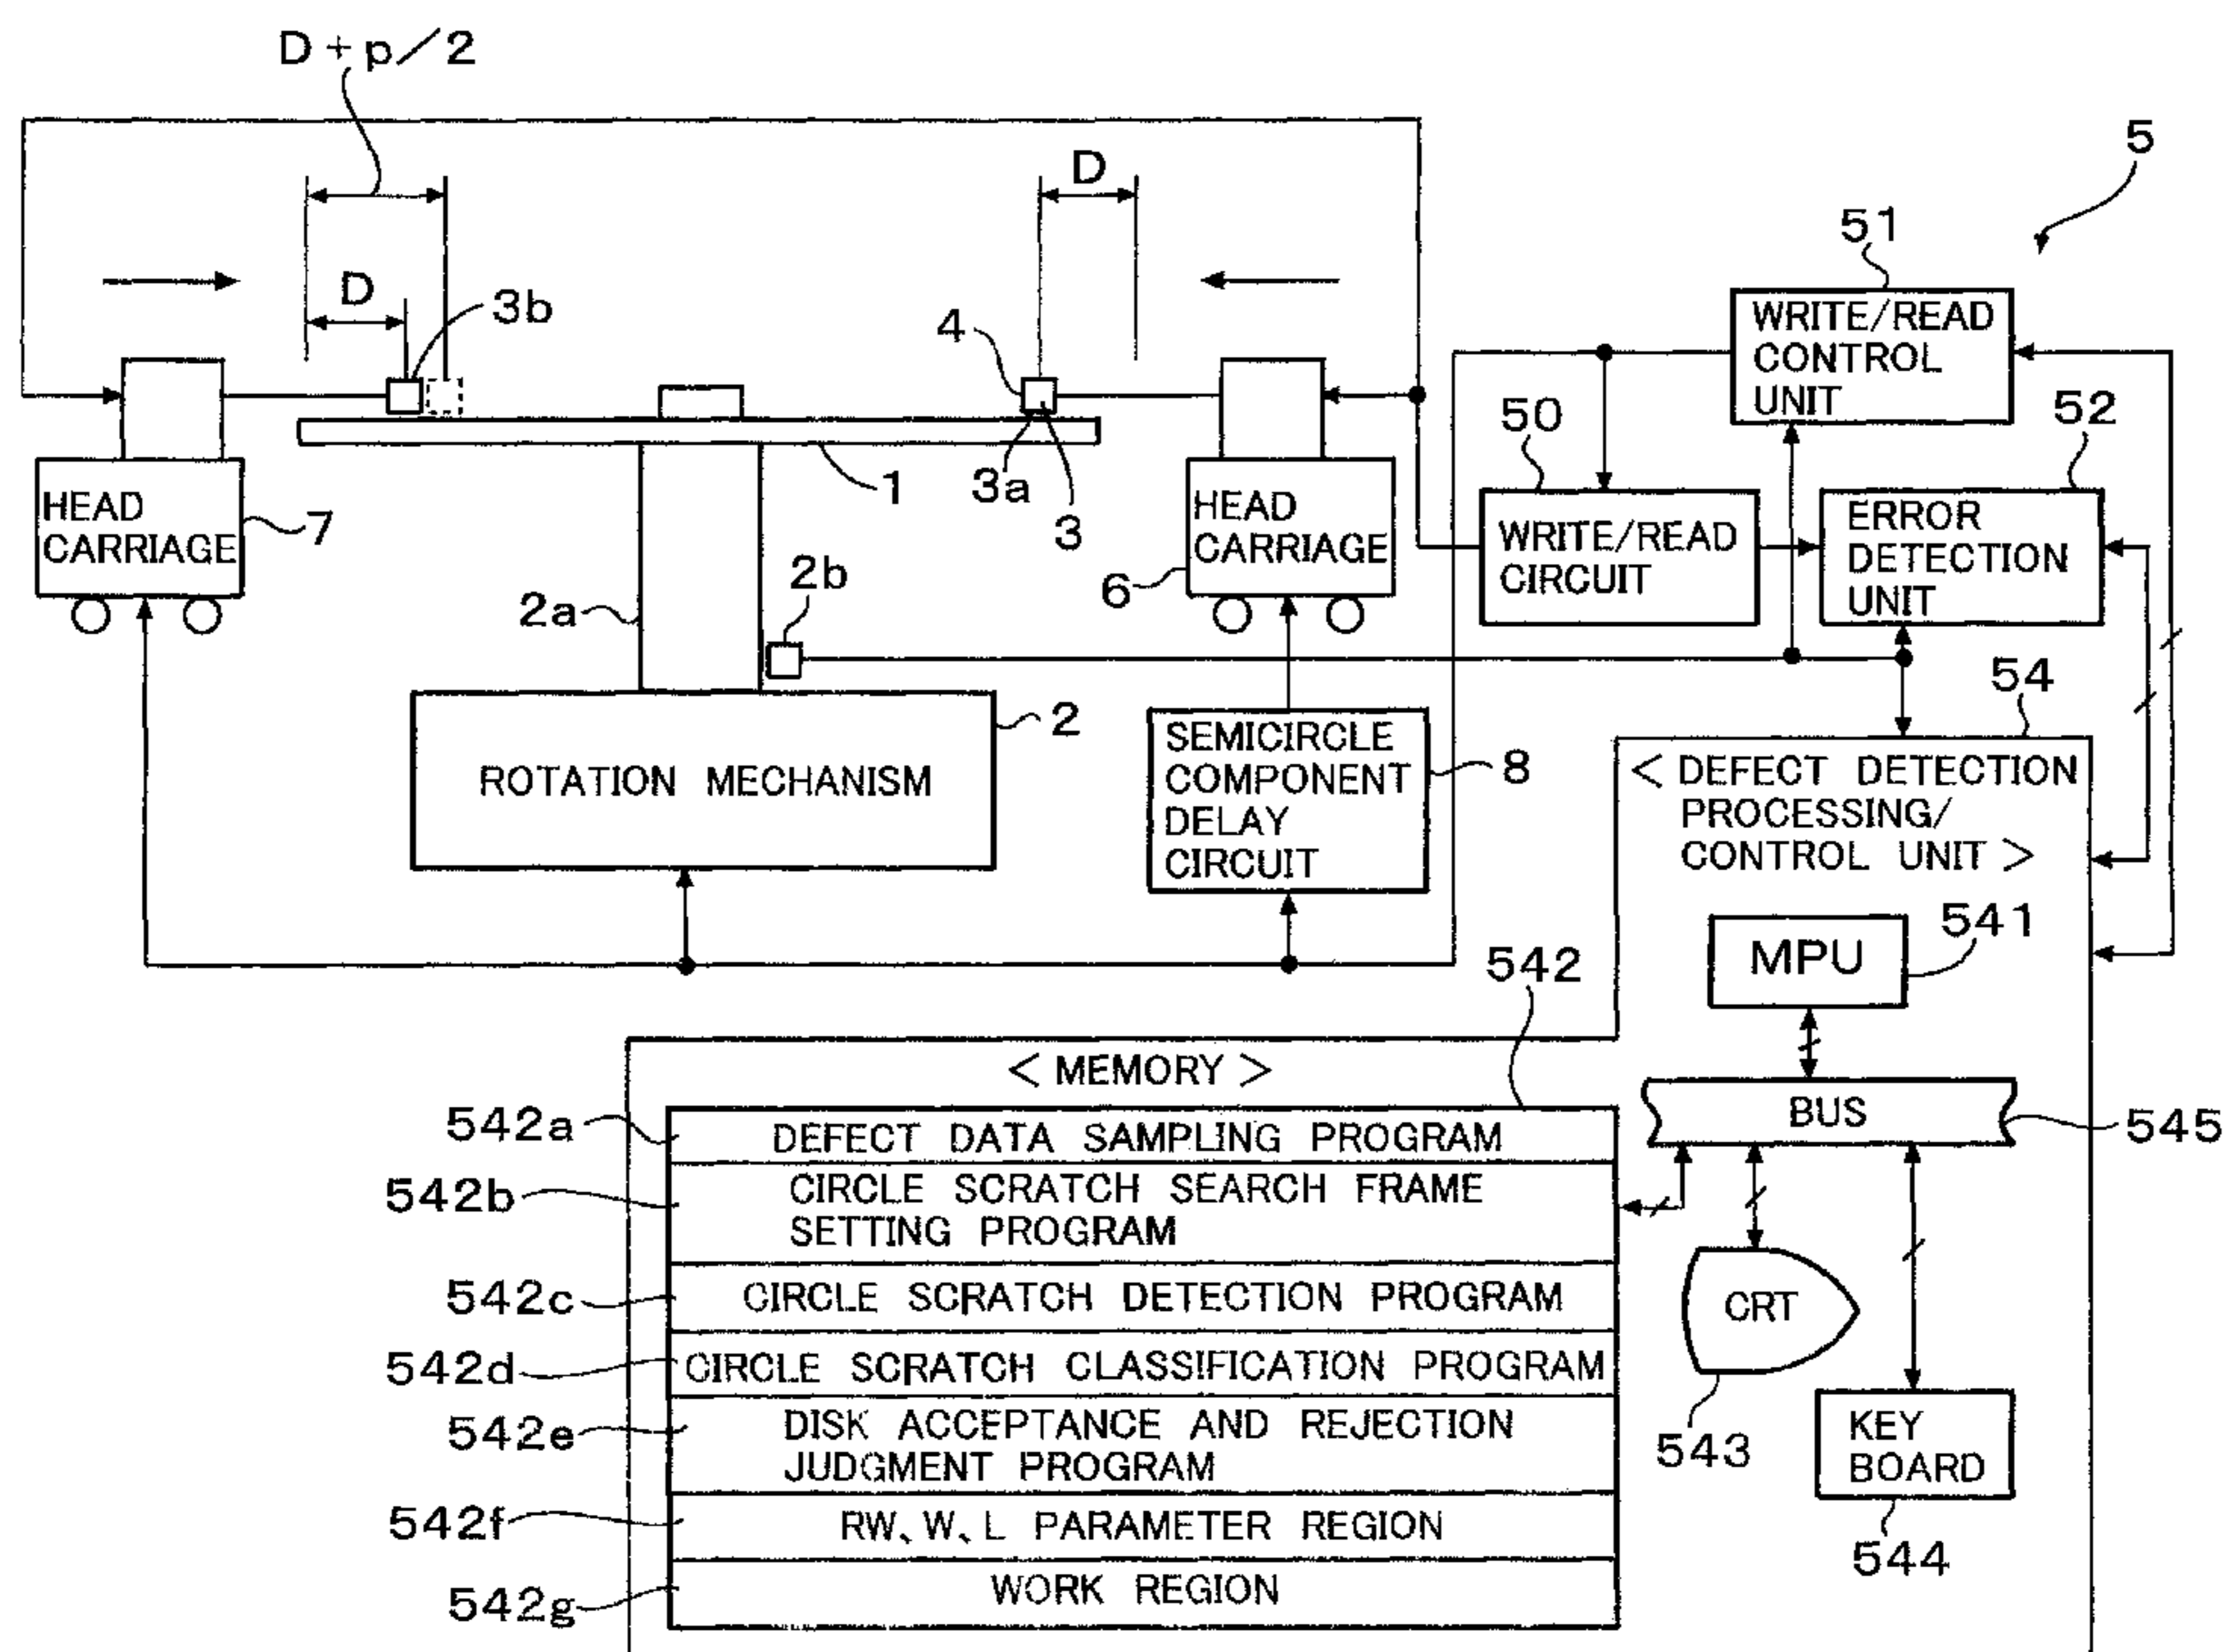 D+p/2
5
D
51
D
3b
4
WRITE/READ
CONTROL
UNIT
50
52
3a
3
1
HEAD
CARRIAGE
7
HEAD
CARRIAGE
6
WRITE/READ
CIRCUIT
ERROR
DETECTION
UNIT
2a
2b
2
54
ROTATION MECHANISM
SEMICIRCLE
COMPONENT
DELAY
CIRCUIT
8
< DEFECT DETECTION
PROCESSING/
CONTROL UNIT >
541
MPU
542
< MEMORY >
BUS
545
542a
DEFECT DATA SAMPLING PROGRAM
542b
CIRCLE SCRATCH SEARCH FRAME
SETTING PROGRAM
542c
CIRCLE SCRATCH DETECTION PROGRAM
CRT
543
542d
CIRCLE SCRATCH CLASSIFICATION PROGRAM
542e
DISK ACCEPTANCE AND REJECTION
JUDGMENT PROGRAM
KEY
BOARD
544
542f
RW、W、L PARAMETER REGION
542g
WORK REGION